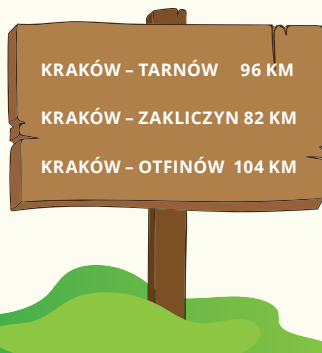 KRAKÓW – TARNÓW 96 KM
KRAKÓW – ZAKLICZYN 82 KM
KRAKÓW – OTFINÓW 104 KM